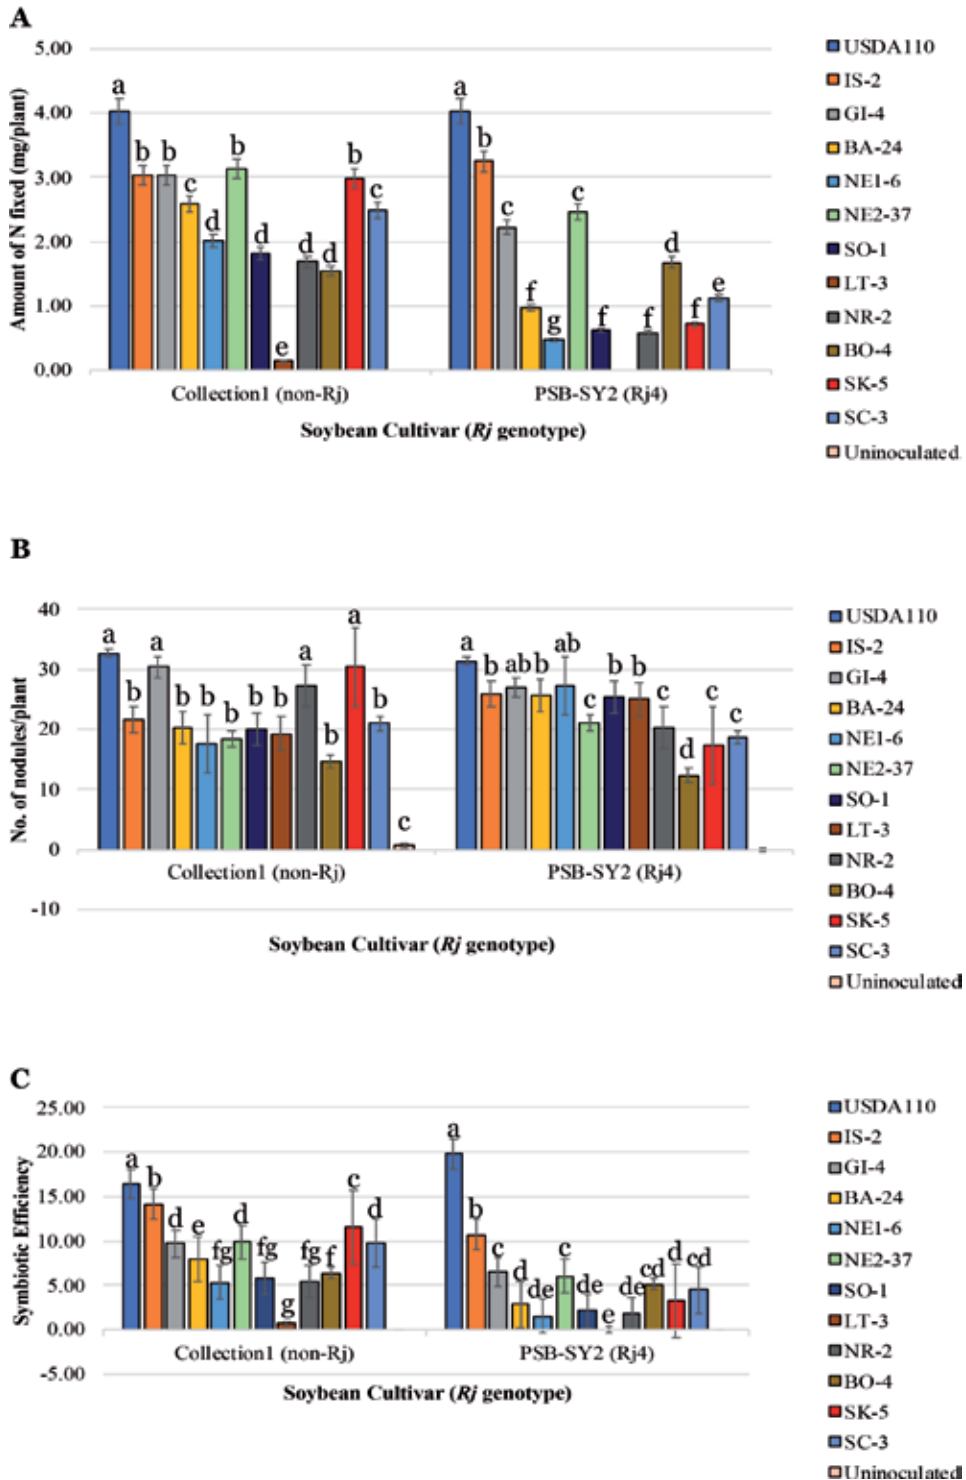 A
5.00
4.00
3.00
2.00
1.00
0.00
Amount of N fixed (mg/plant)
a b b c b d d e d d b c
a b c f g c f f d f e
Collection1 (non-Rj) PSB-SY2 (Rj4)
Soybean Cultivar (Rj genotype)
USDA110
IS-2
GI-4
BA-24
NE1-6
NE2-37
SO-1
LT-3
NR-2
BO-4
SK-5
SC-3
Uninoculated
B
40
30
20
10
0
-10
No. of nodules/plant
a b a b b b b b a b a b c
a b ab b ab c b b c d c c
Collection1 (non-Rj) PSB-SY2 (Rj4)
Soybean Cultivar (Rj genotype)
USDA110
IS-2
GI-4
BA-24
NE1-6
NE2-37
SO-1
LT-3
NR-2
BO-4
SK-5
SC-3
Uninoculated
C
25.00
20.00
15.00
10.00
5.00
0.00
-5.00
Symbiotic Efficiency
a b d e fg d fg g fg f c d
a b c d de c de e de cd d cd
Collection1 (non-Rj) PSB-SY2 (Rj4)
Soybean Cultivar (Rj genotype)
USDA110
IS-2
GI-4
BA-24
NE1-6
NE2-37
SO-1
LT-3
NR-2
BO-4
SK-5
SC-3
Uninoculated